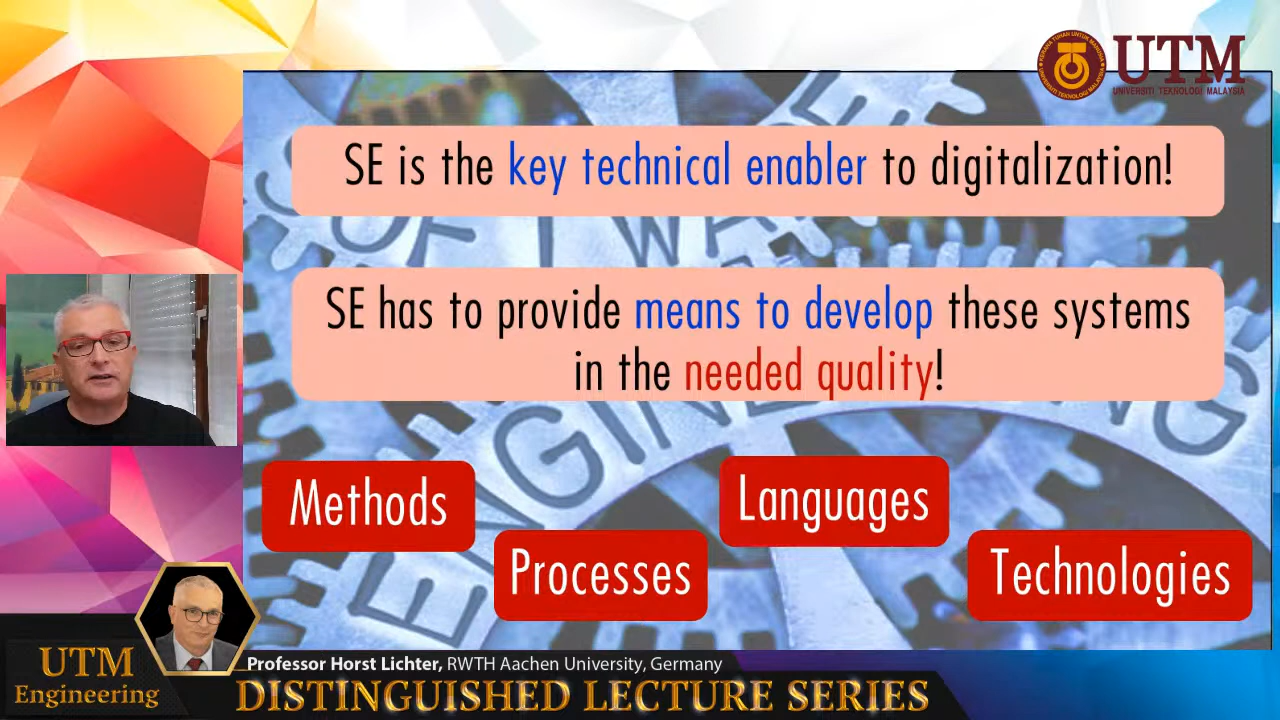 UTM
UNIVERSITI TEKNOLOGI MALAYSIA
SE is the key technical enabler to digitalization!
SOFTWARE
SE has to provide means to develop these systems
in the needed quality!
ENGINEERING
Methods
Languages
Processes
Technologies
Professor Horst Lichter, RWTH Aachen University, Germany
UTM
Engineering
DISTINGUISHED LECTURE SERIES